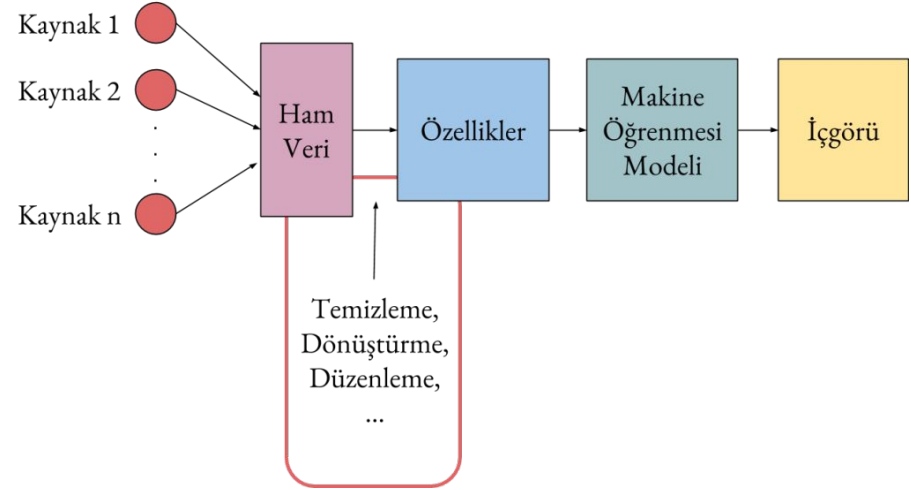 Kaynak 1
Kaynak 2
.
.
.
Kaynak n
Ham
Veri
Özellikler
Makine
Öğrenmesi
Modeli
İçgörü
Temizleme,
Dönüştürme,
Düzenleme,
...